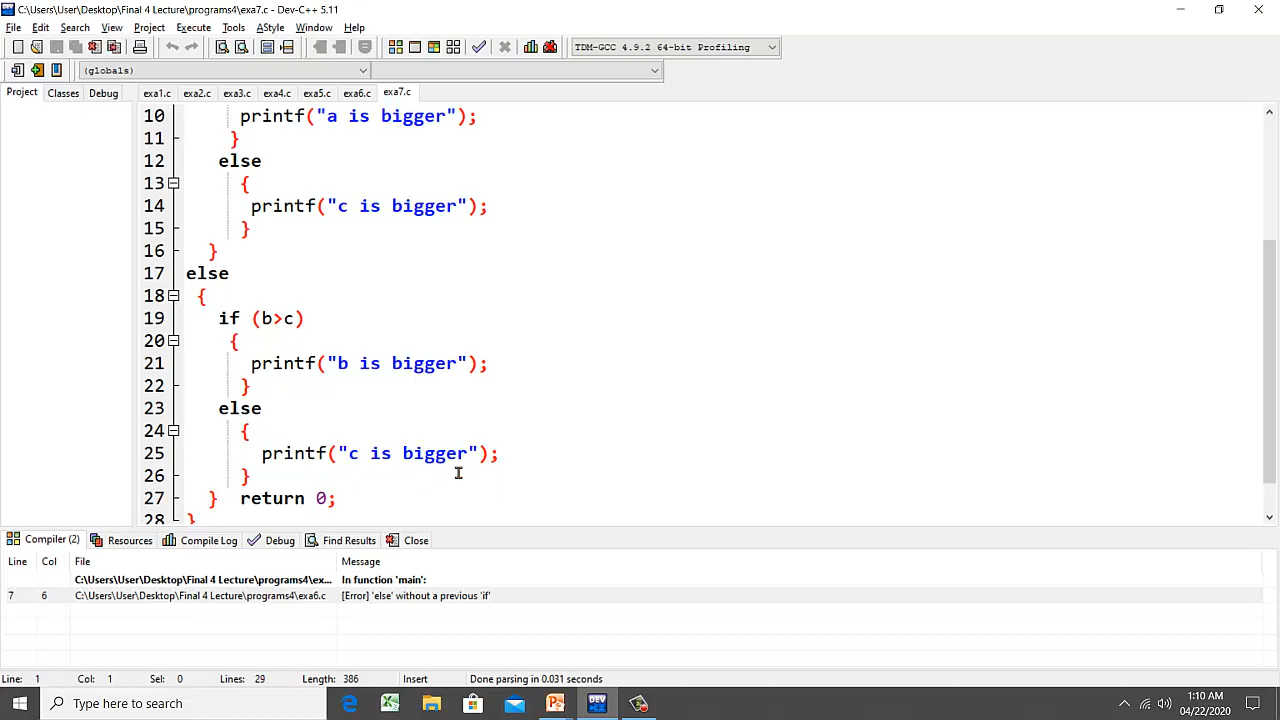 C:\Users\User\Desktop\Final 4 Lecture\programs4\exa7.c - Dev-C++ 5.11
File Edit Search View Project Execute Tools AStyle Window Help
TDM-GCC 4.9.2 64-bit Profiling
(globals)
Project Classes Debug exa1.c exa2.c exa3.c exa4.c exa5.c exa6.c exa7.c
10 printf("a is bigger");
11 }
12 else
13 {
14 printf("c is bigger");
15 }
16 }
17 else
18 {
19 if (b>c)
20 {
21 printf("b is bigger");
22 }
23 else
24 {
25 printf("c is bigger");
26 }
27 } return 0;
28 }
Compiler (2) Resources Compile Log Debug Find Results Close
Line Col File Message
C:\Users\User\Desktop\Final 4 Lecture\programs4\ex... In function 'main':
7 6 C:\Users\User\Desktop\Final 4 Lecture\programs4\exa6.c [Error] 'else' without a previous 'if'
Line: 1 Col: 1 Sel: 0 Lines: 29 Length: 386 Insert Done parsing in 0.031 seconds
Type here to search
1:10 AM
04/22/2020